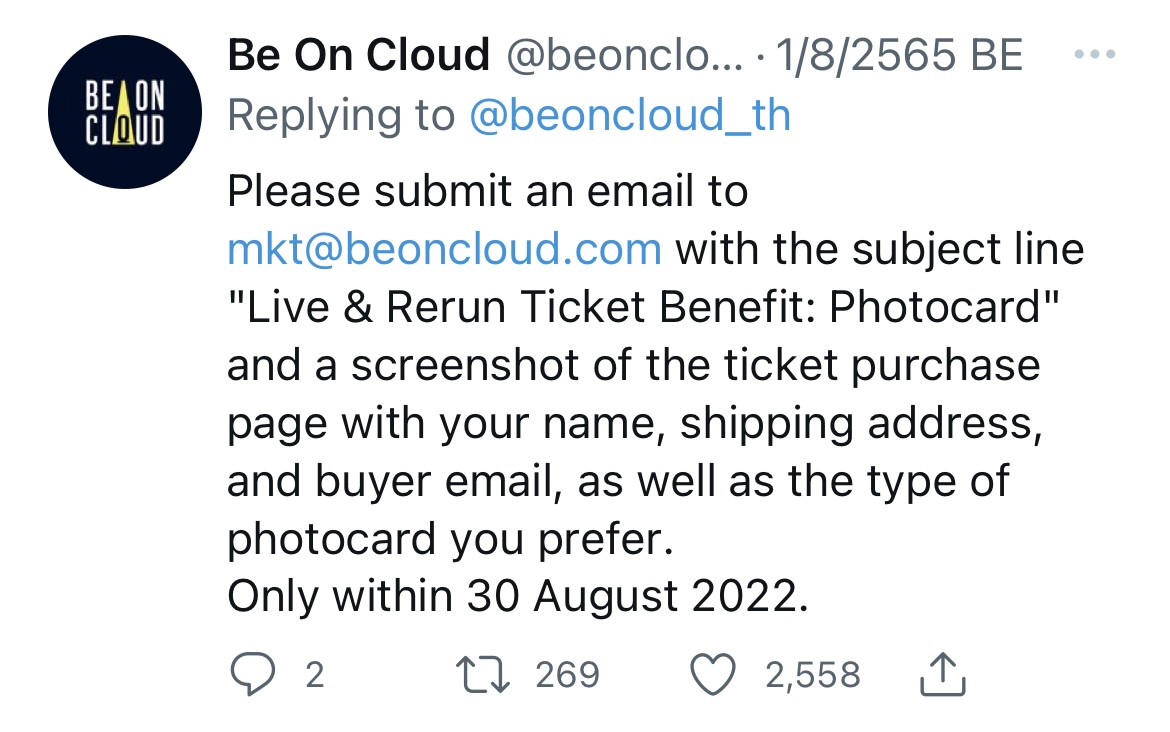 BE ON
CLOUD
Be On Cloud @beonclo... · 1/8/2565 BE
Replying to @beoncloud_th
Please submit an email to
mkt@beoncloud.com with the subject line
"Live & Rerun Ticket Benefit: Photocard"
and a screenshot of the ticket purchase
page with your name, shipping address,
and buyer email, as well as the type of
photocard you prefer.
Only within 30 August 2022.
2 269 2,558